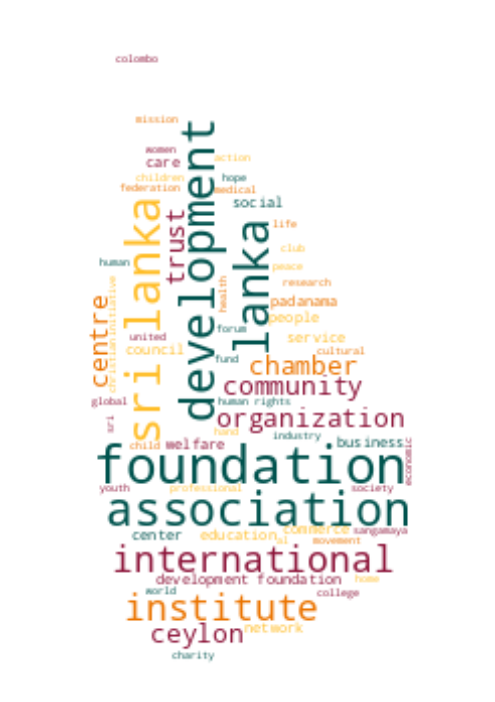 colombo
mission
development
women
care
action
children
hope
federation
medical
sri lanka
social
trust
lanka
life
club
human
peace
christian initiative
health
research
centre
padanama
people
forum
united
service
council
cultural
fund
chamber
community
global
human rights
organization
sri
hand
industry
business
economic
child
welfare
foundation
youth
professional
society
association
commerce
sangamaya
center
education
al
movement
international
development foundation
home
world
college
institute
ceylon
network
charity